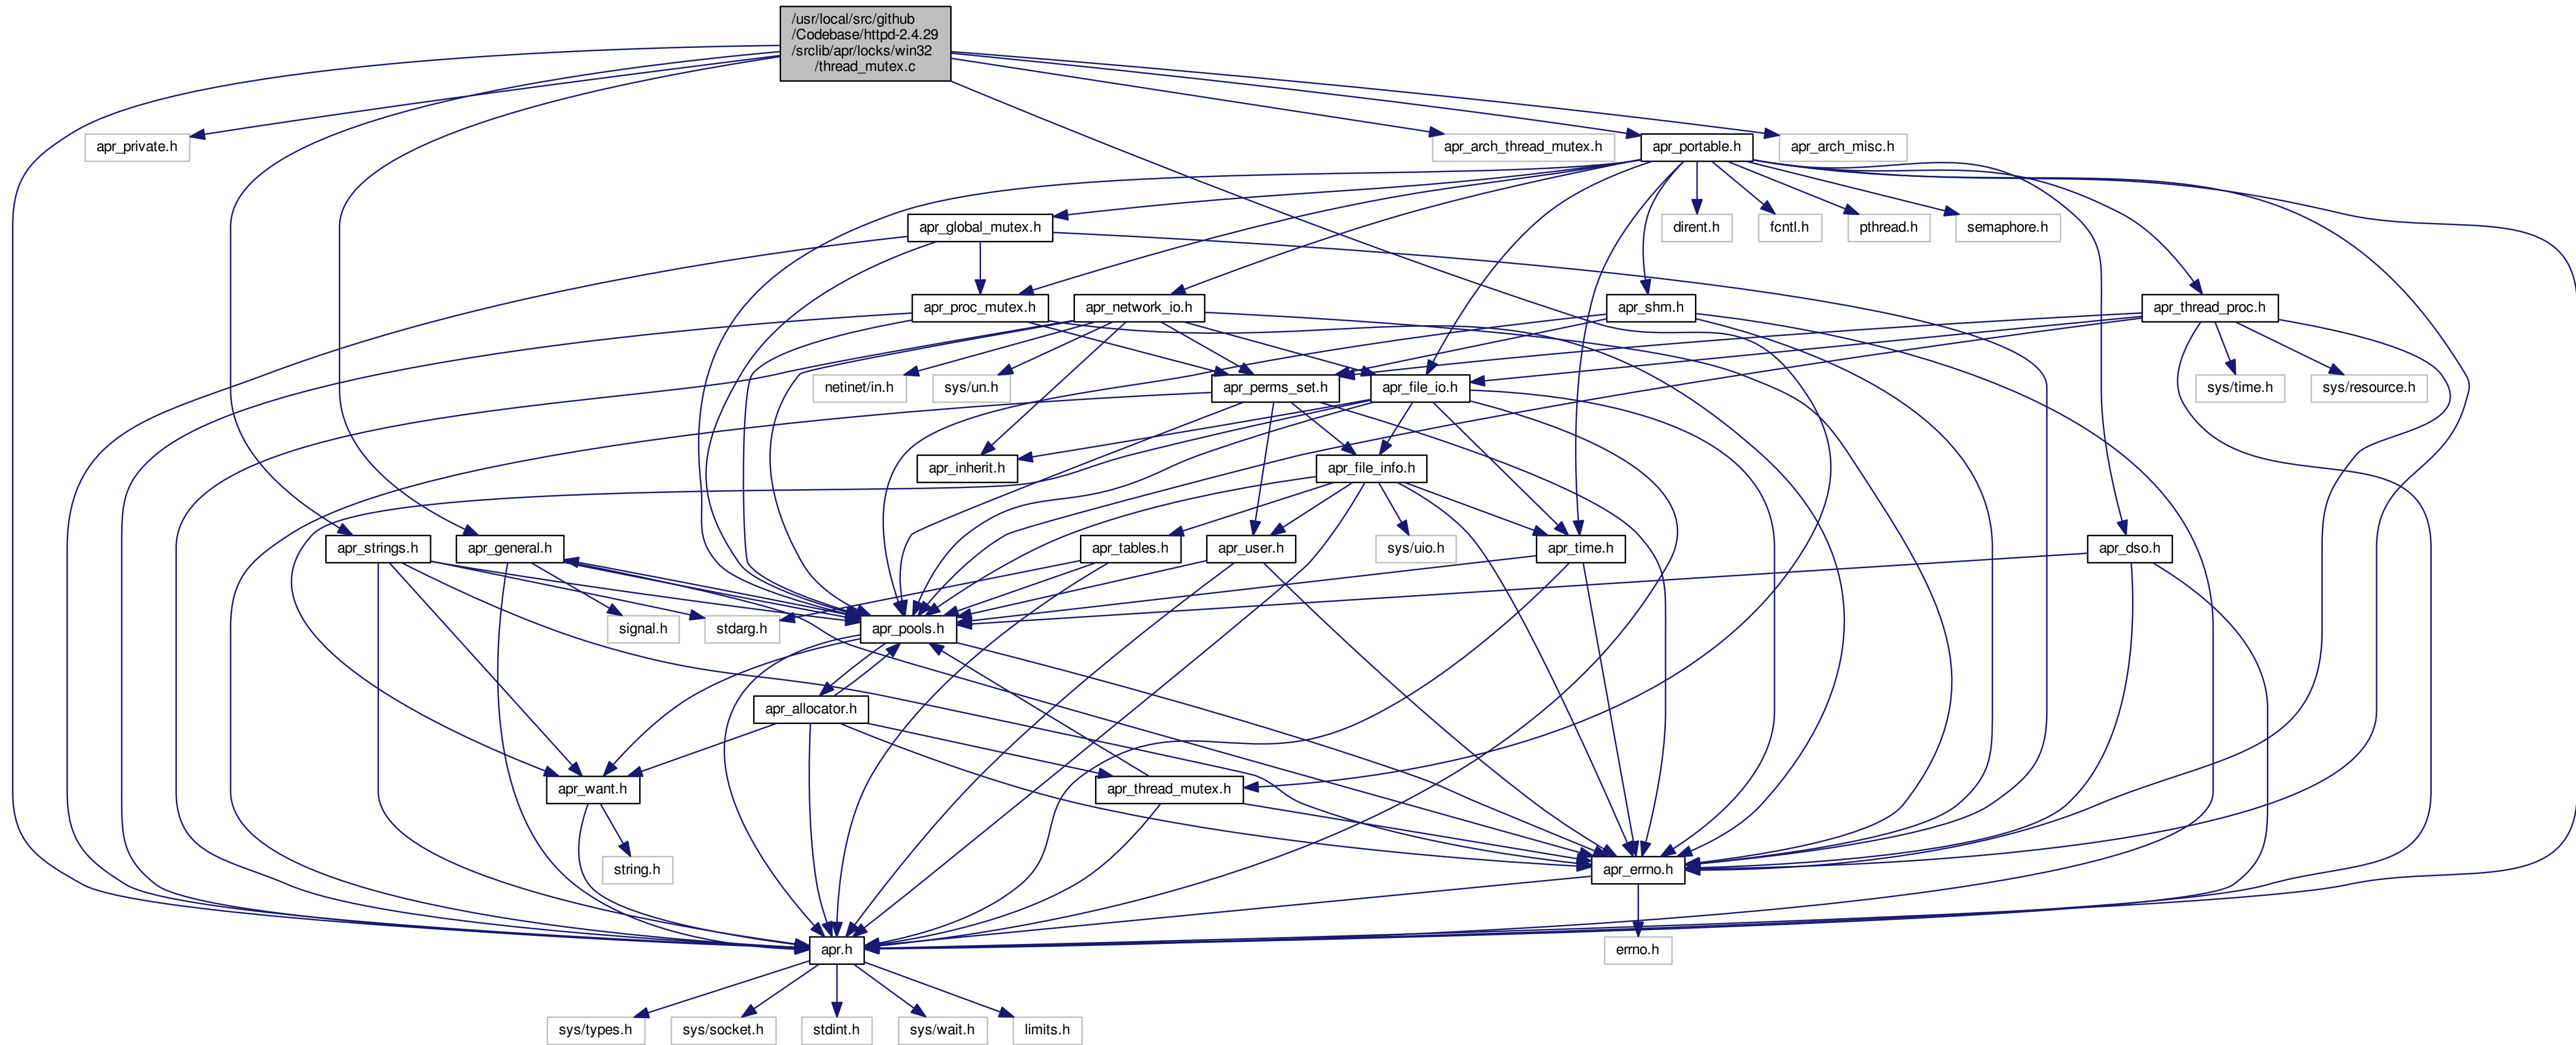 /usr/local/src/github
/Codebase/httpd-2.4.29
/srclib/apr/locks/win32
/thread_mutex.c
apr_private.h
apr_arch_thread_mutex.h
apr_portable.h
apr_arch_misc.h
apr_global_mutex.h
dirent.h
fcntl.h
pthread.h
semaphore.h
apr_proc_mutex.h
apr_network_io.h
apr_shm.h
apr_thread_proc.h
netinet/in.h
sys/un.h
apr_perms_set.h
apr_file_io.h
sys/time.h
sys/resource.h
apr_inherit.h
apr_file_info.h
apr_strings.h
apr_general.h
apr_tables.h
apr_user.h
sys/uio.h
apr_time.h
apr_dso.h
signal.h
stdarg.h
apr_pools.h
apr_allocator.h
apr_want.h
apr_thread_mutex.h
string.h
apr_errno.h
apr.h
errno.h
sys/types.h
sys/socket.h
stdint.h
sys/wait.h
limits.h